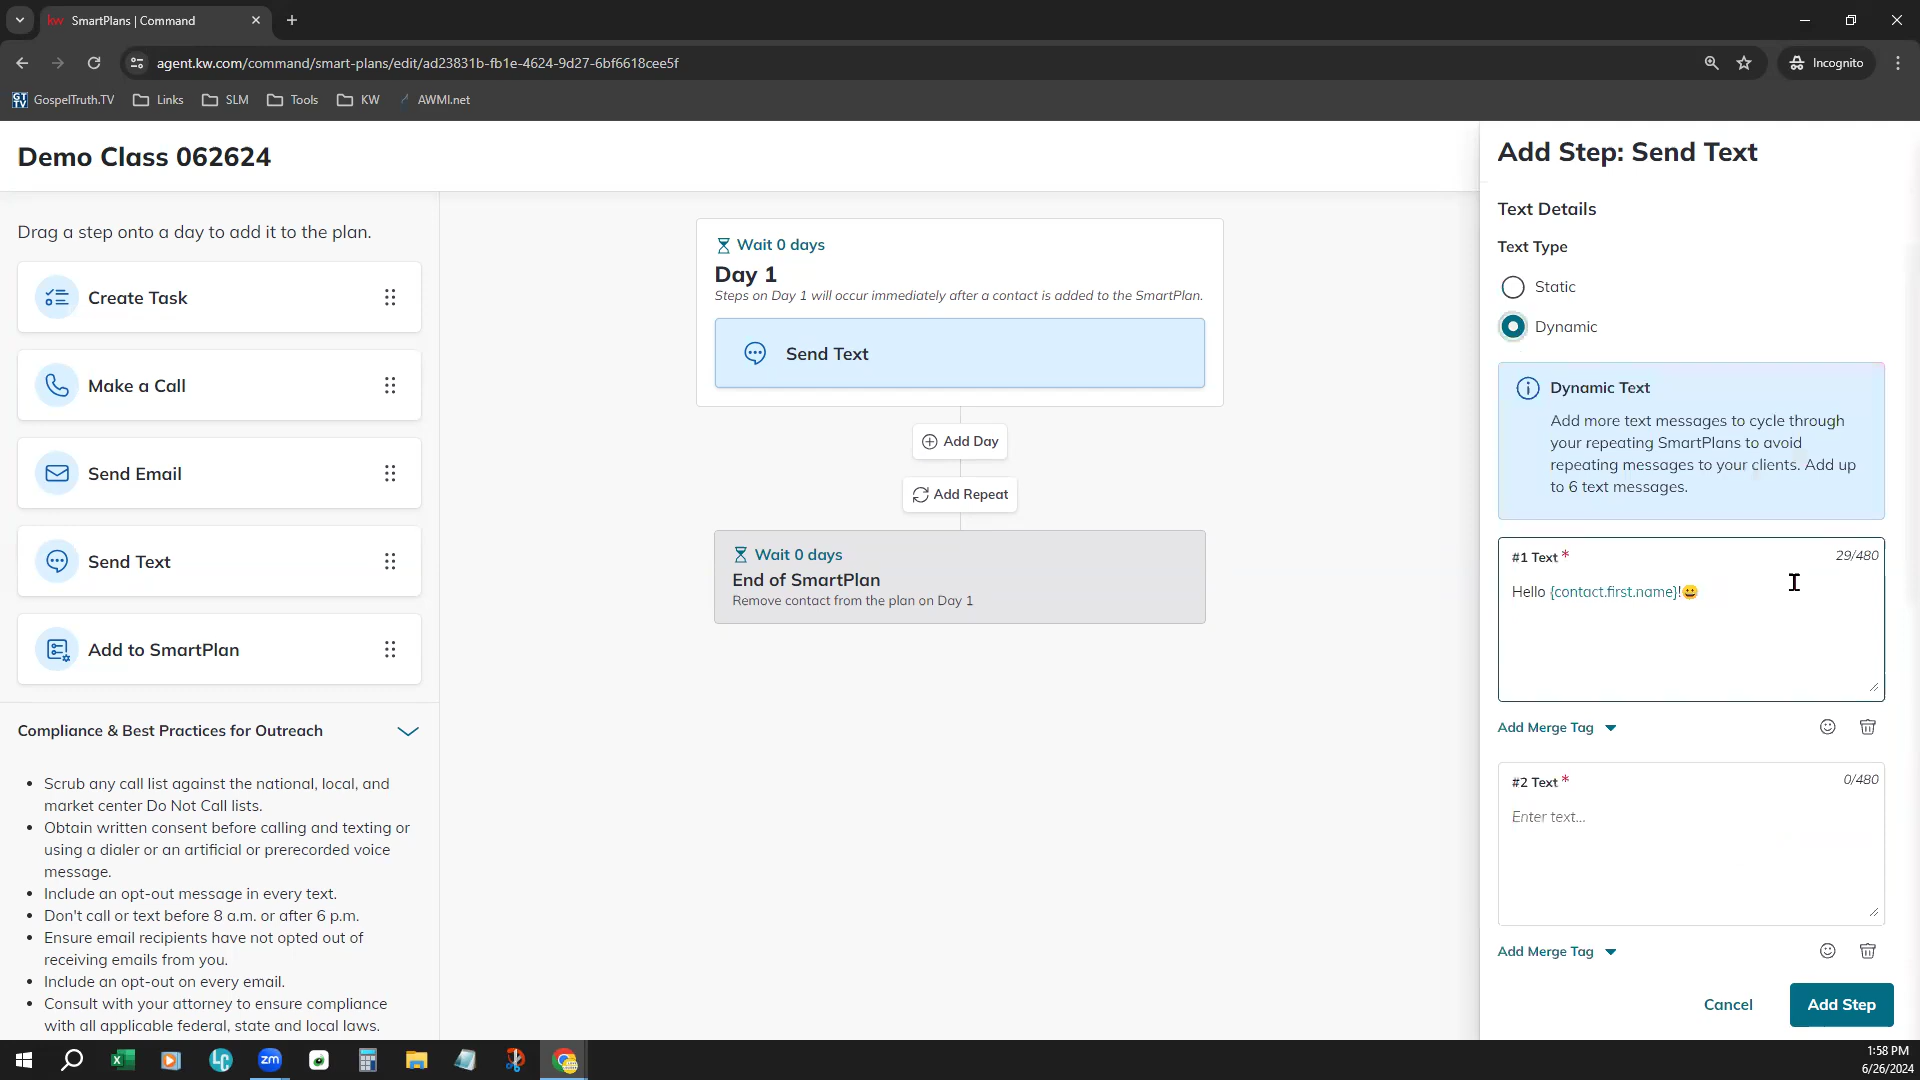 kw SmartPlans | Command
agent.kw.com/command/smart-plans/edit/ad23831b-fb1e-4624-9d27-6bf6618cee5f
Incognito
GT TV GospelTruth.TV
Links
SLM
Tools
KW
AWMI.net
Demo Class 062624
Drag a step onto a day to add it to the plan.
Create Task
Make a Call
Send Email
Send Text
Add to SmartPlan
Compliance & Best Practices for Outreach
• Scrub any call list against the national, local, and
market center Do Not Call lists.
• Obtain written consent before calling and texting or
using a dialer or an artificial or prerecorded voice
message.
• Include an opt-out message in every text.
• Don't call or text before 8 a.m. or after 6 p.m.
• Ensure email recipients have not opted out of
receiving emails from you.
• Include an opt-out on every email.
• Consult with your attorney to ensure compliance
with all applicable federal, state and local laws.
Wait 0 days
Day 1
Steps on Day 1 will occur immediately after a contact is added to the SmartPlan.
Send Text
Add Day
Add Repeat
Wait 0 days
End of SmartPlan
Remove contact from the plan on Day 1
Add Step: Send Text
Text Details
Text Type
Static
Dynamic
Dynamic Text
Add more text messages to cycle through
your repeating SmartPlans to avoid
repeating messages to your clients. Add up
to 6 text messages.
#1 Text * 29/480
Hello {contact.first.name}!😀
Add Merge Tag
#2 Text * 0/480
Enter text...
Add Merge Tag
Cancel
Add Step
LC
zm
1:58 PM
6/26/2024